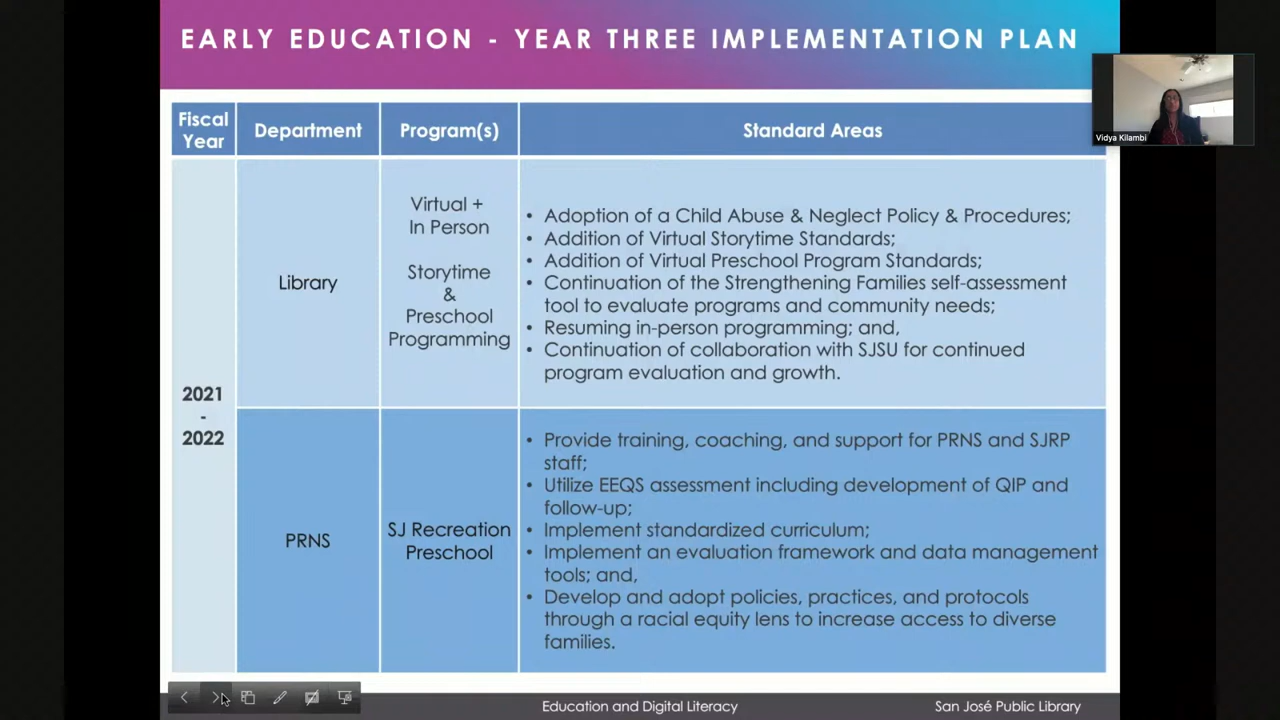 EARLY EDUCATION - YEAR THREE IMPLEMENTATION PLAN
Vidya Kilambi
Fiscal
Year
Department
Program(s)
Standard Areas
2021
-
2022
Library
Virtual +
In Person
Storytime
&
Preschool
Programming
• Adoption of a Child Abuse & Neglect Policy & Procedures;
• Addition of Virtual Storytime Standards;
• Addition of Virtual Preschool Program Standards;
• Continuation of the Strengthening Families self-assessment
tool to evaluate programs and community needs;
• Resuming in-person programming; and,
• Continuation of collaboration with SJSU for continued
program evaluation and growth.
PRNS
SJ Recreation
Preschool
• Provide training, coaching, and support for PRNS and SJRP
staff;
• Utilize EEQS assessment including development of QIP and
follow-up;
• Implement standardized curriculum;
• Implement an evaluation framework and data management
tools; and,
• Develop and adopt policies, practices, and protocols
through a racial equity lens to increase access to diverse
families.
Education and Digital Literacy
San José Public Library